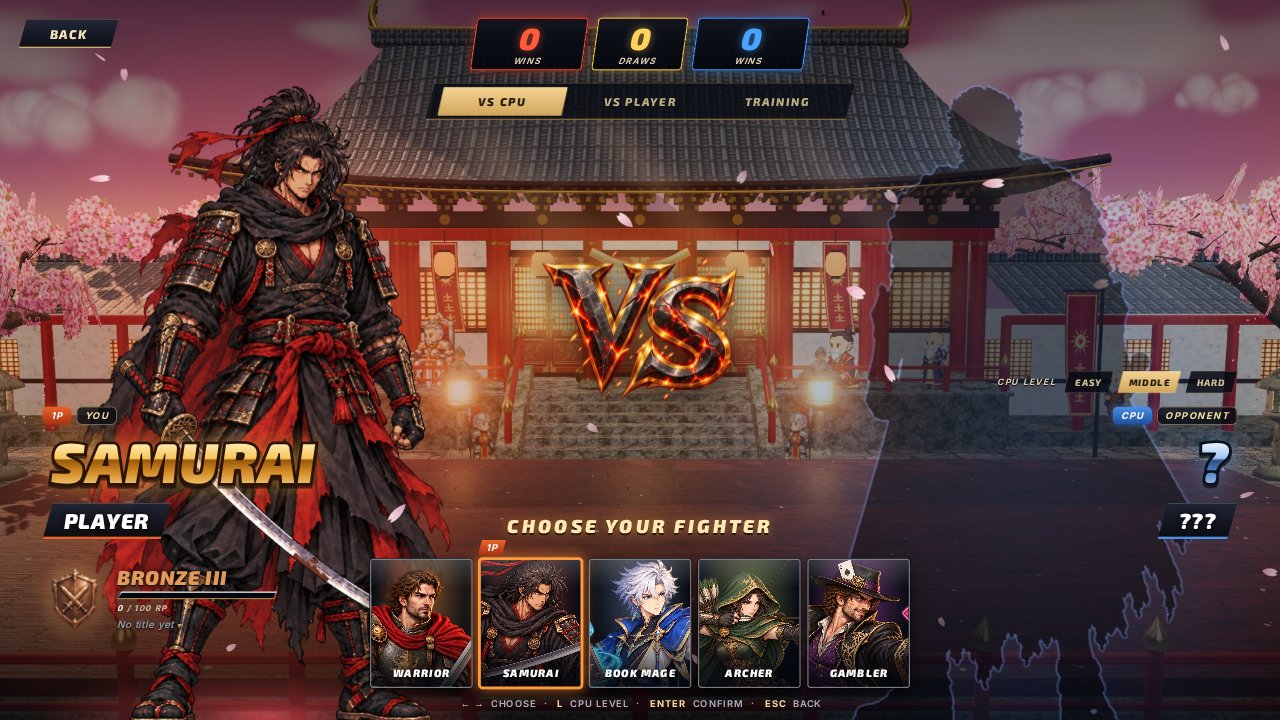 BACK
0 WINS
0 DRAWS
0 WINS
VS CPU
VS PLAYER
TRAINING
VS
CPU LEVEL EASY MIDDLE HARD
1P YOU
CPU OPPONENT
SAMURAI
?
PLAYER
???
CHOOSE YOUR FIGHTER
1P
BRONZE III
0 / 100 RP
No title yet
WARRIOR
SAMURAI
BOOK MAGE
ARCHER
GAMBLER
← → CHOOSE · L CPU LEVEL · ENTER CONFIRM · ESC BACK